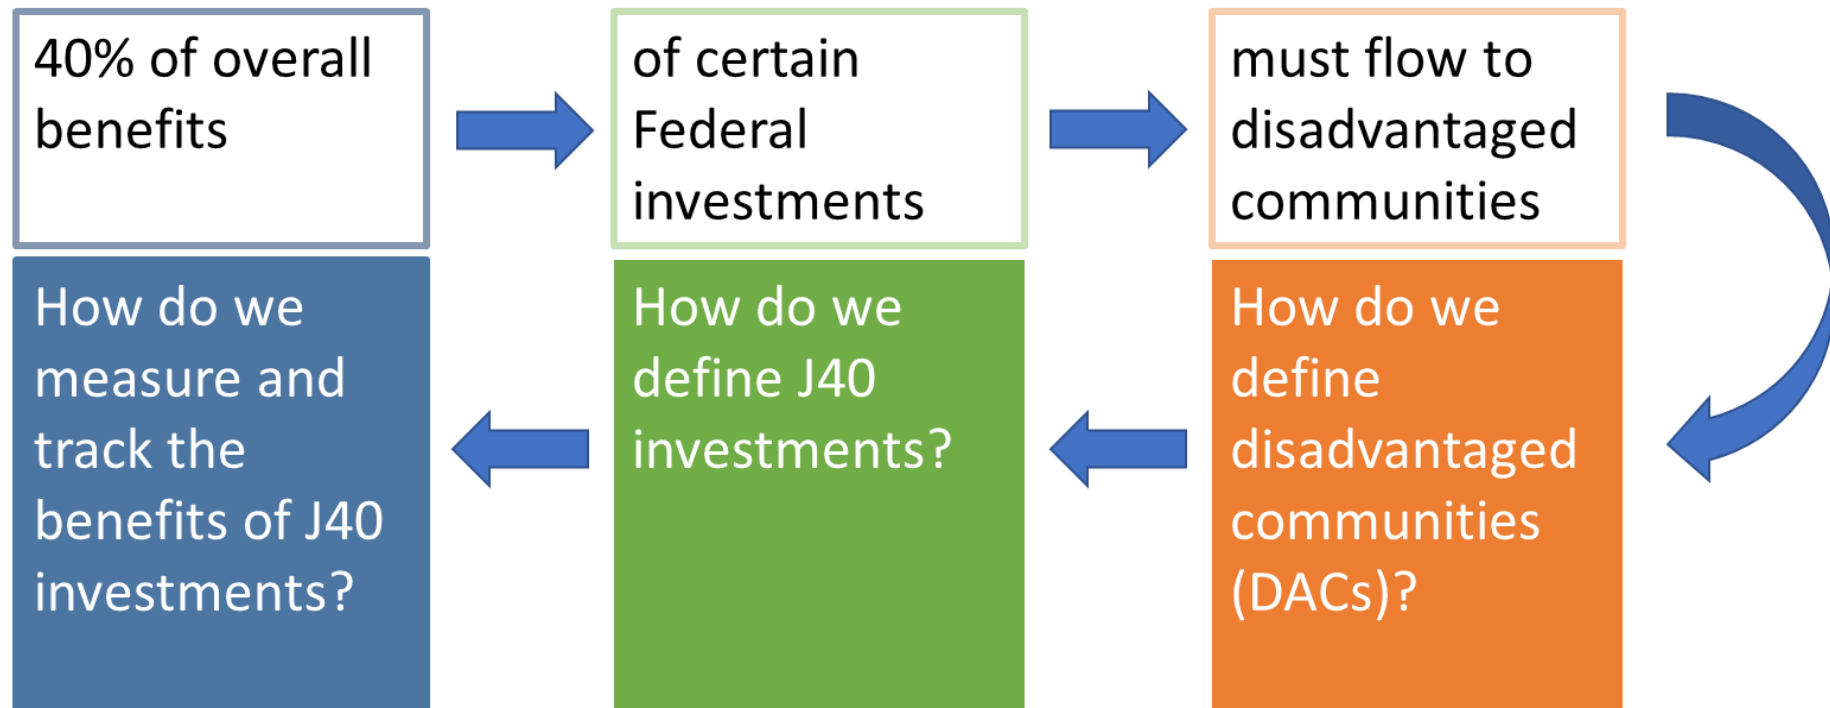 40% of overall
benefits
of certain
Federal
investments
must flow to
disadvantaged
communities
How do we
define
disadvantaged
communities
(DACs)?
How do we
define J40
investments?
How do we
measure and
track the
benefits of J40
investments?